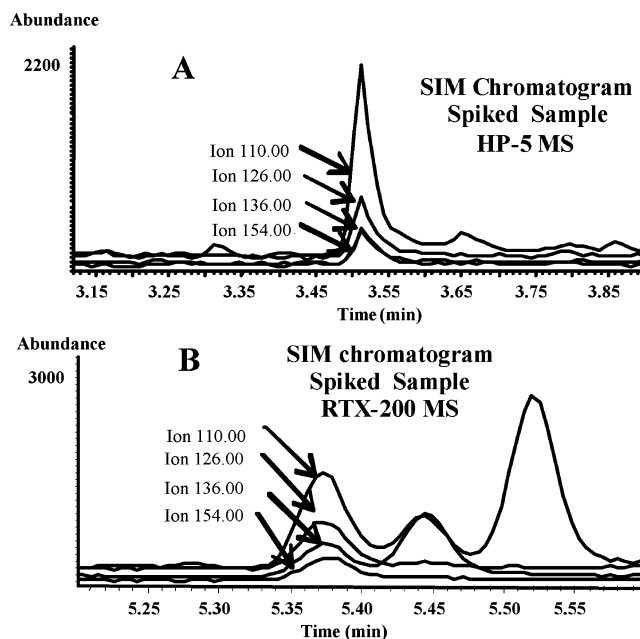 Abundance
2200
A
SIM Chromatogram
Spiked Sample
HP-5 MS
Ion 110.00
Ion 126.00
Ion 136.00
Ion 154.00
3.15 3.25 3.35 3.45 3.55 3.65 3.75 3.85
Time (min)
Abundance
3000
B
SIM chromatogram
Spiked Sample
RTX-200 MS
Ion 110.00
Ion 126.00
Ion 136.00
Ion 154.00
5.25 5.30 5.35 5.40 5.45 5.50 5.55
Time (min)